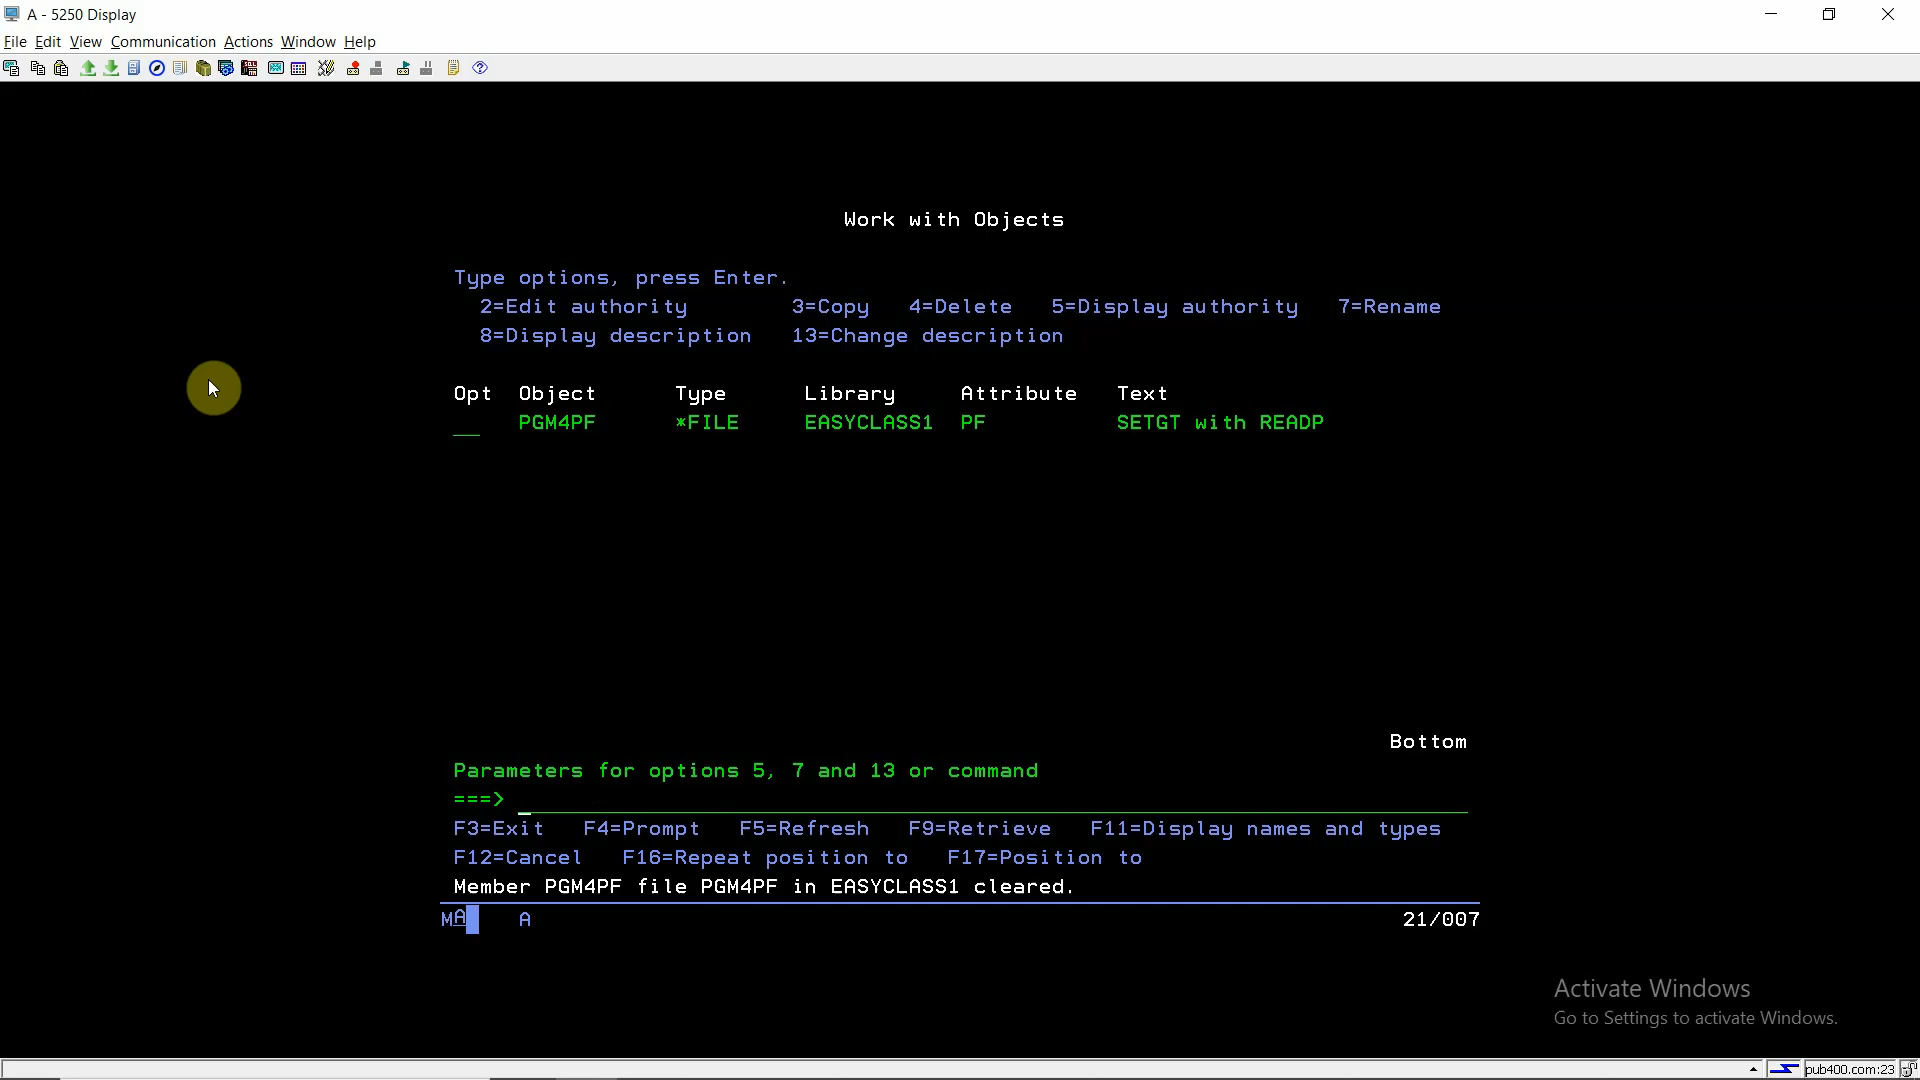 A - 5250 Display
File Edit View Communication Actions Window Help
Work with Objects
Type options, press Enter.
2=Edit authority 3=Copy 4=Delete 5=Display authority 7=Rename
8=Display description 13=Change description
Opt Object Type Library Attribute Text
PGM4PF *FILE EASYCLASS1 PF SETGT with READP
Bottom
Parameters for options 5, 7 and 13 or command
===>
F3=Exit F4=Prompt F5=Refresh F9=Retrieve F11=Display names and types
F12=Cancel F16=Repeat position to F17=Position to
Member PGM4PF file PGM4PF in EASYCLASS1 cleared.
MA A 21/007
Activate Windows
Go to Settings to activate Windows.
pub400.com:23